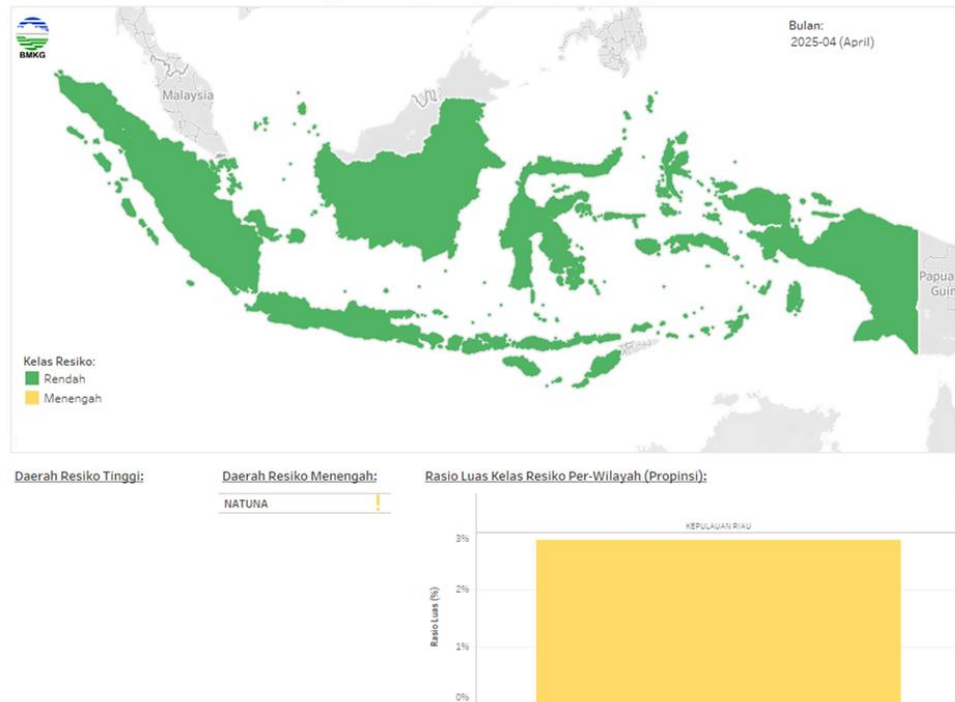 BMKG
Bulan:
2025-04 (April)
Malaysia
Papua
Guin
Kelas Resiko:
Rendah
Menengah
Daerah Resiko Tinggi:
Daerah Resiko Menengah:
NATUNA !
Rasio Luas Kelas Resiko Per-Wilayah (Propinsi):
KEPULAUAN RIAU
Rasio Luas (%)
3%
2%
1%
0%